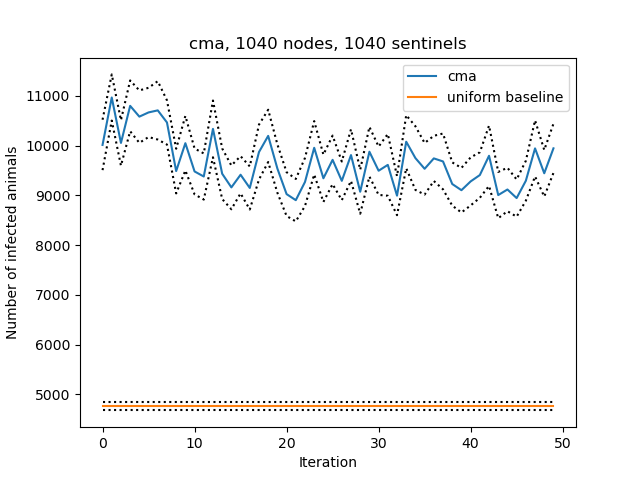 cma, 1040 nodes, 1040 sentinels
cma
uniform baseline
Number of infected animals
11000
10000
9000
8000
7000
6000
5000
0 10 20 30 40 50
Iteration